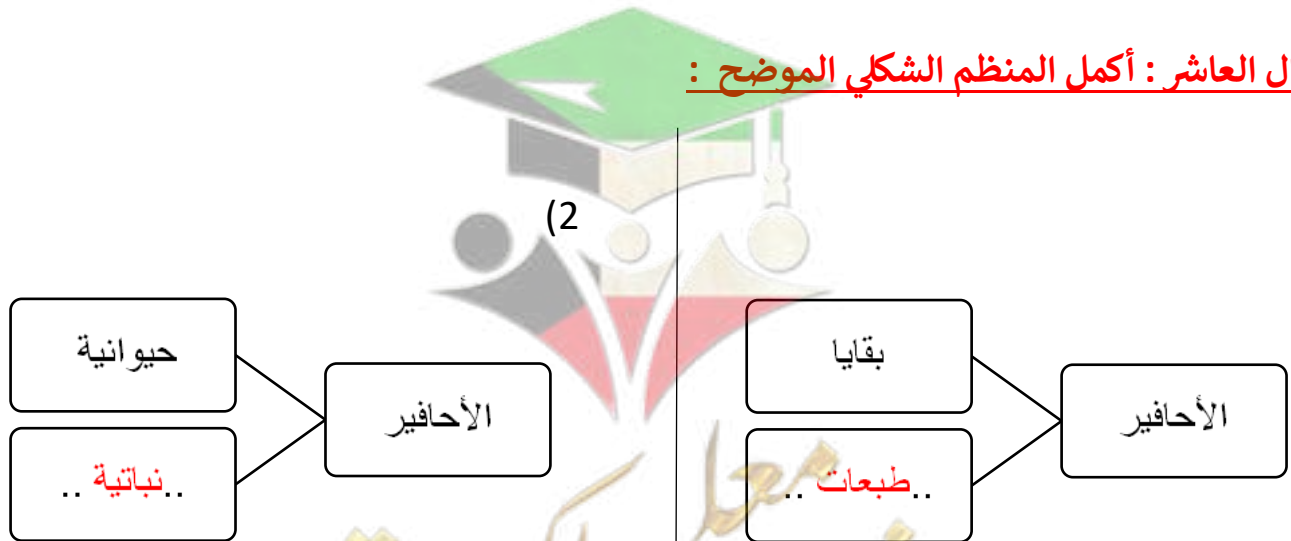 ل العاشر : أكمل المنظم الشكلي الموضح :
2)
بقايا
الأحافير
..طبعات ..
حيوانية
الأحافير
..نباتية ..